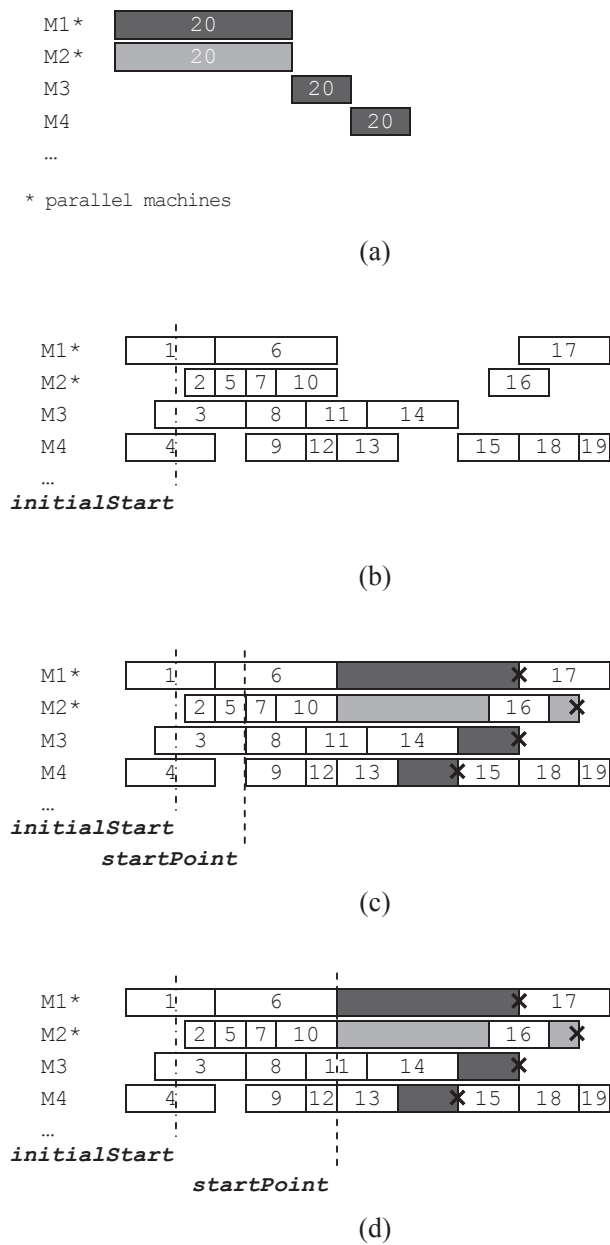 M1* 20
M2* 20
M3 20
M4 20
…
* parallel machines
(a)
M1* 1 6 17
M2* 2 5 7 10 16
M3 3 8 11 14
M4 4 9 12 13 15 18 19
…
initialStart
(b)
M1* 1 6 17
M2* 2 5 7 10 16
M3 3 8 11 14
M4 4 9 12 13 15 18 19
…
initialStart
startPoint
(c)
M1* 1 6 17
M2* 2 5 7 10 16
M3 3 8 11 14
M4 4 9 12 13 15 18 19
…
initialStart
startPoint
(d)